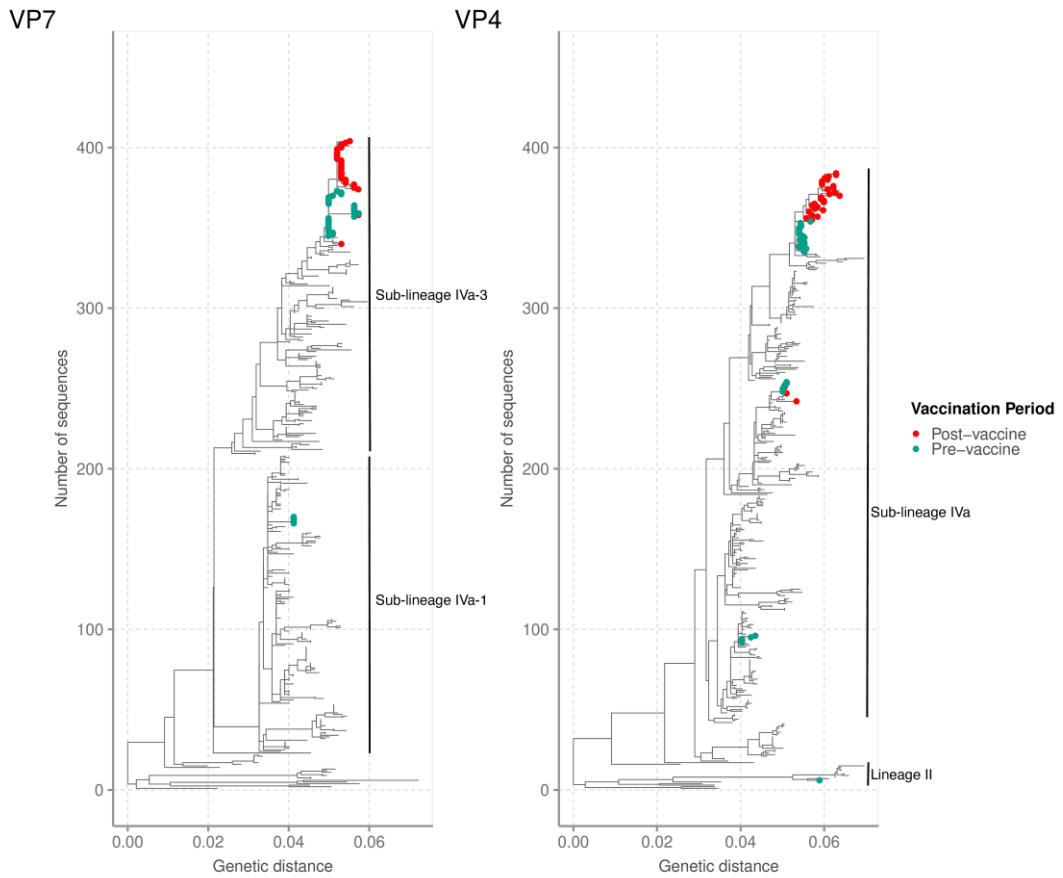 VP7
VP4
400
300
200
100
0
Number of sequences
0.00
0.02
0.04
0.06
Genetic distance
Sub-lineage IVa-3
Sub-lineage IVa-1
400
300
200
100
0
Number of sequences
0.00
0.02
0.04
0.06
Genetic distance
Sub-lineage IVa
Lineage II
Vaccination Period
Post-vaccine
Pre-vaccine